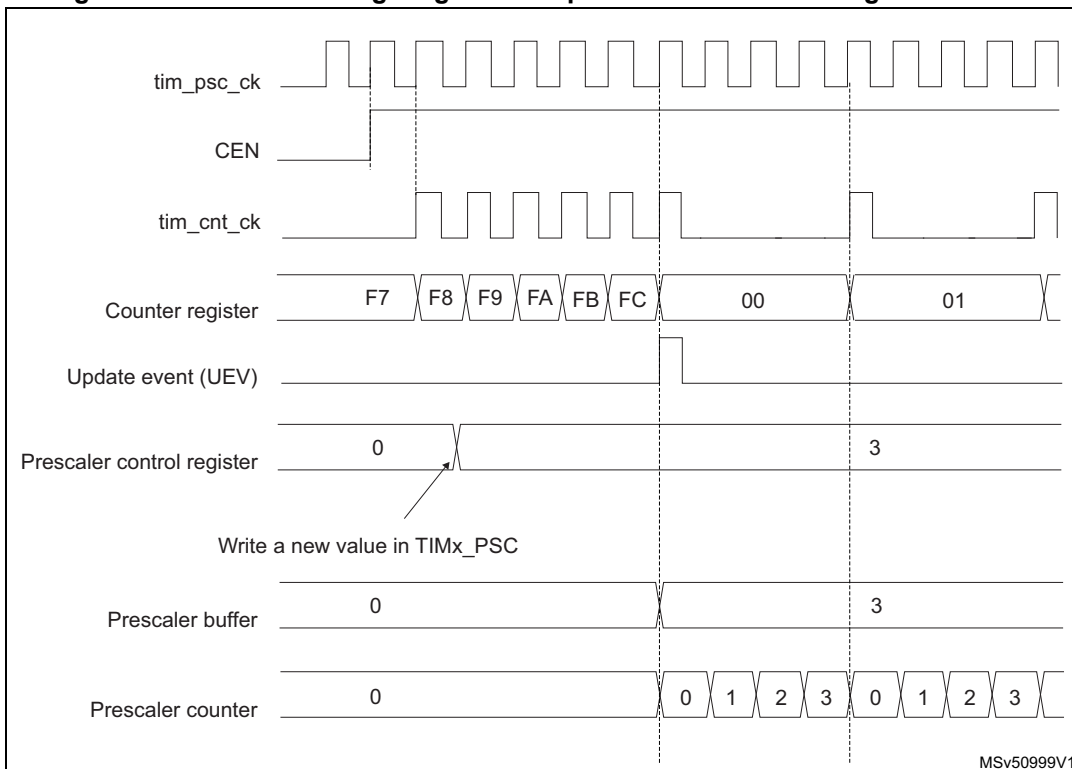 tim_psc_ck
CEN
tim_cnt_ck
Counter register F7 F8 F9 FA FB FC 00 01
Update event (UEV)
Prescaler control register 0 3
Write a new value in TIMx_PSC
Prescaler buffer 0 3
Prescaler counter 0 0 1 2 3 0 1 2 3
MSv50999V1